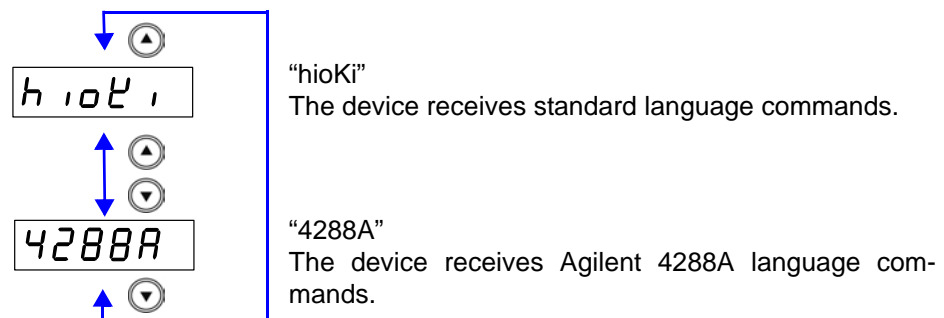 hioKi
“hioKi”
The device receives standard language commands.
4288A
“4288A”
The device receives Agilent 4288A language com-
mands.